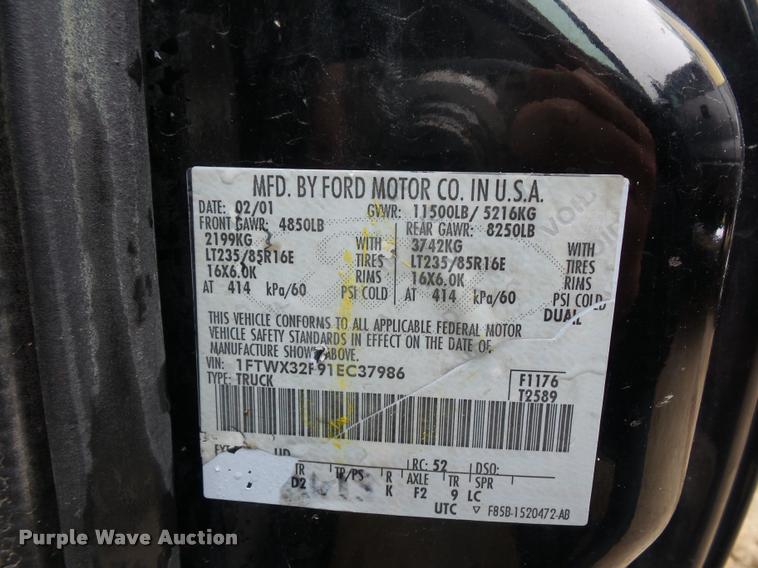 MFD. BY FORD MOTOR CO. IN U.S.A.
DATE: 02/01 GVWR: 11500LB/ 5216KG
FRONT GAWR: 4850LB REAR GAWR: 8250LB
2199KG WITH 3742KG WITH
LT235/85R16E TIRES LT235/85R16E TIRES
16X6.0K RIMS 16X6.0K RIMS
AT 414 kPa/60 PSI COLD AT 414 kPa/60 PSI COLD
DUAL
THIS VEHICLE CONFORMS TO ALL APPLICABLE FEDERAL MOTOR
VEHICLE SAFETY STANDARDS IN EFFECT ON THE DATE OF
MANUFACTURE SHOWN ABOVE.
VIN: 1FTWX32F91EC37986 F1176
TYPE: TRUCK T2589
EXT UD RC: 52 DSO:
TR TP/PS R AXLE TR SPR
D2 K F2 9 LC
UTC ▽ F85B-1520472-AB
VOID
Purple Wave Auction